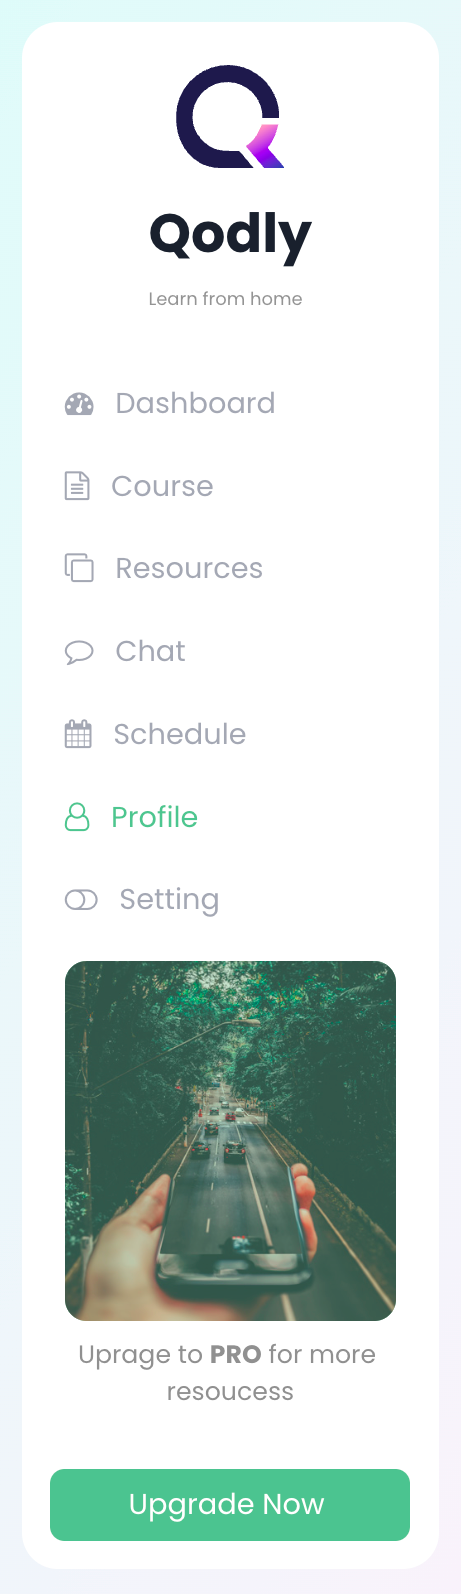 Qodly
Learn from home
Dashboard
Course
Resources
Chat
Schedule
Profile
Setting
Uprage to PRO for more
resoucess
Upgrade Now